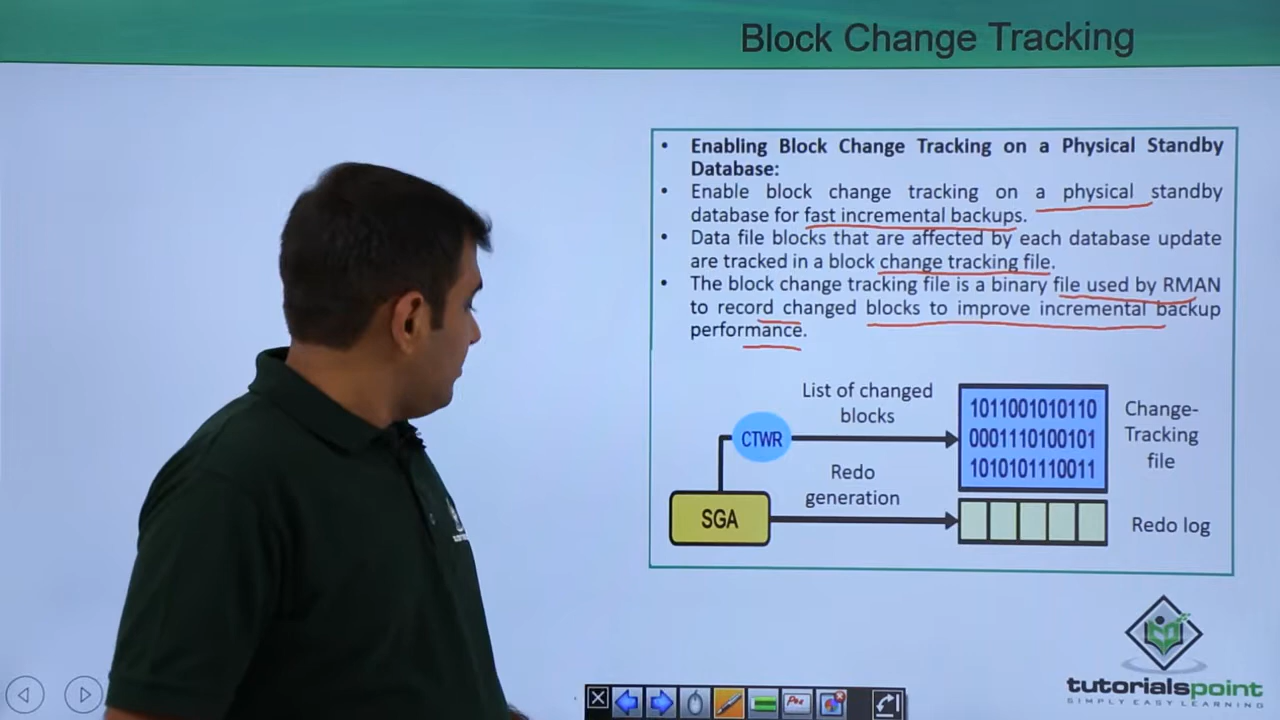 Block Change Tracking
• Enabling Block Change Tracking on a Physical Standby
Database:
• Enable block change tracking on a physical standby
database for fast incremental backups.
• Data file blocks that are affected by each database update
are tracked in a block change tracking file.
• The block change tracking file is a binary file used by RMAN
to record changed blocks to improve incremental backup
performance.
List of changed
blocks
CTWR
1011001010110
0001110100101
1010101110011
Change-
Tracking
file
Redo
generation
SGA
Redo log
tutorialspoint
SIMPLY EASY LEARNING